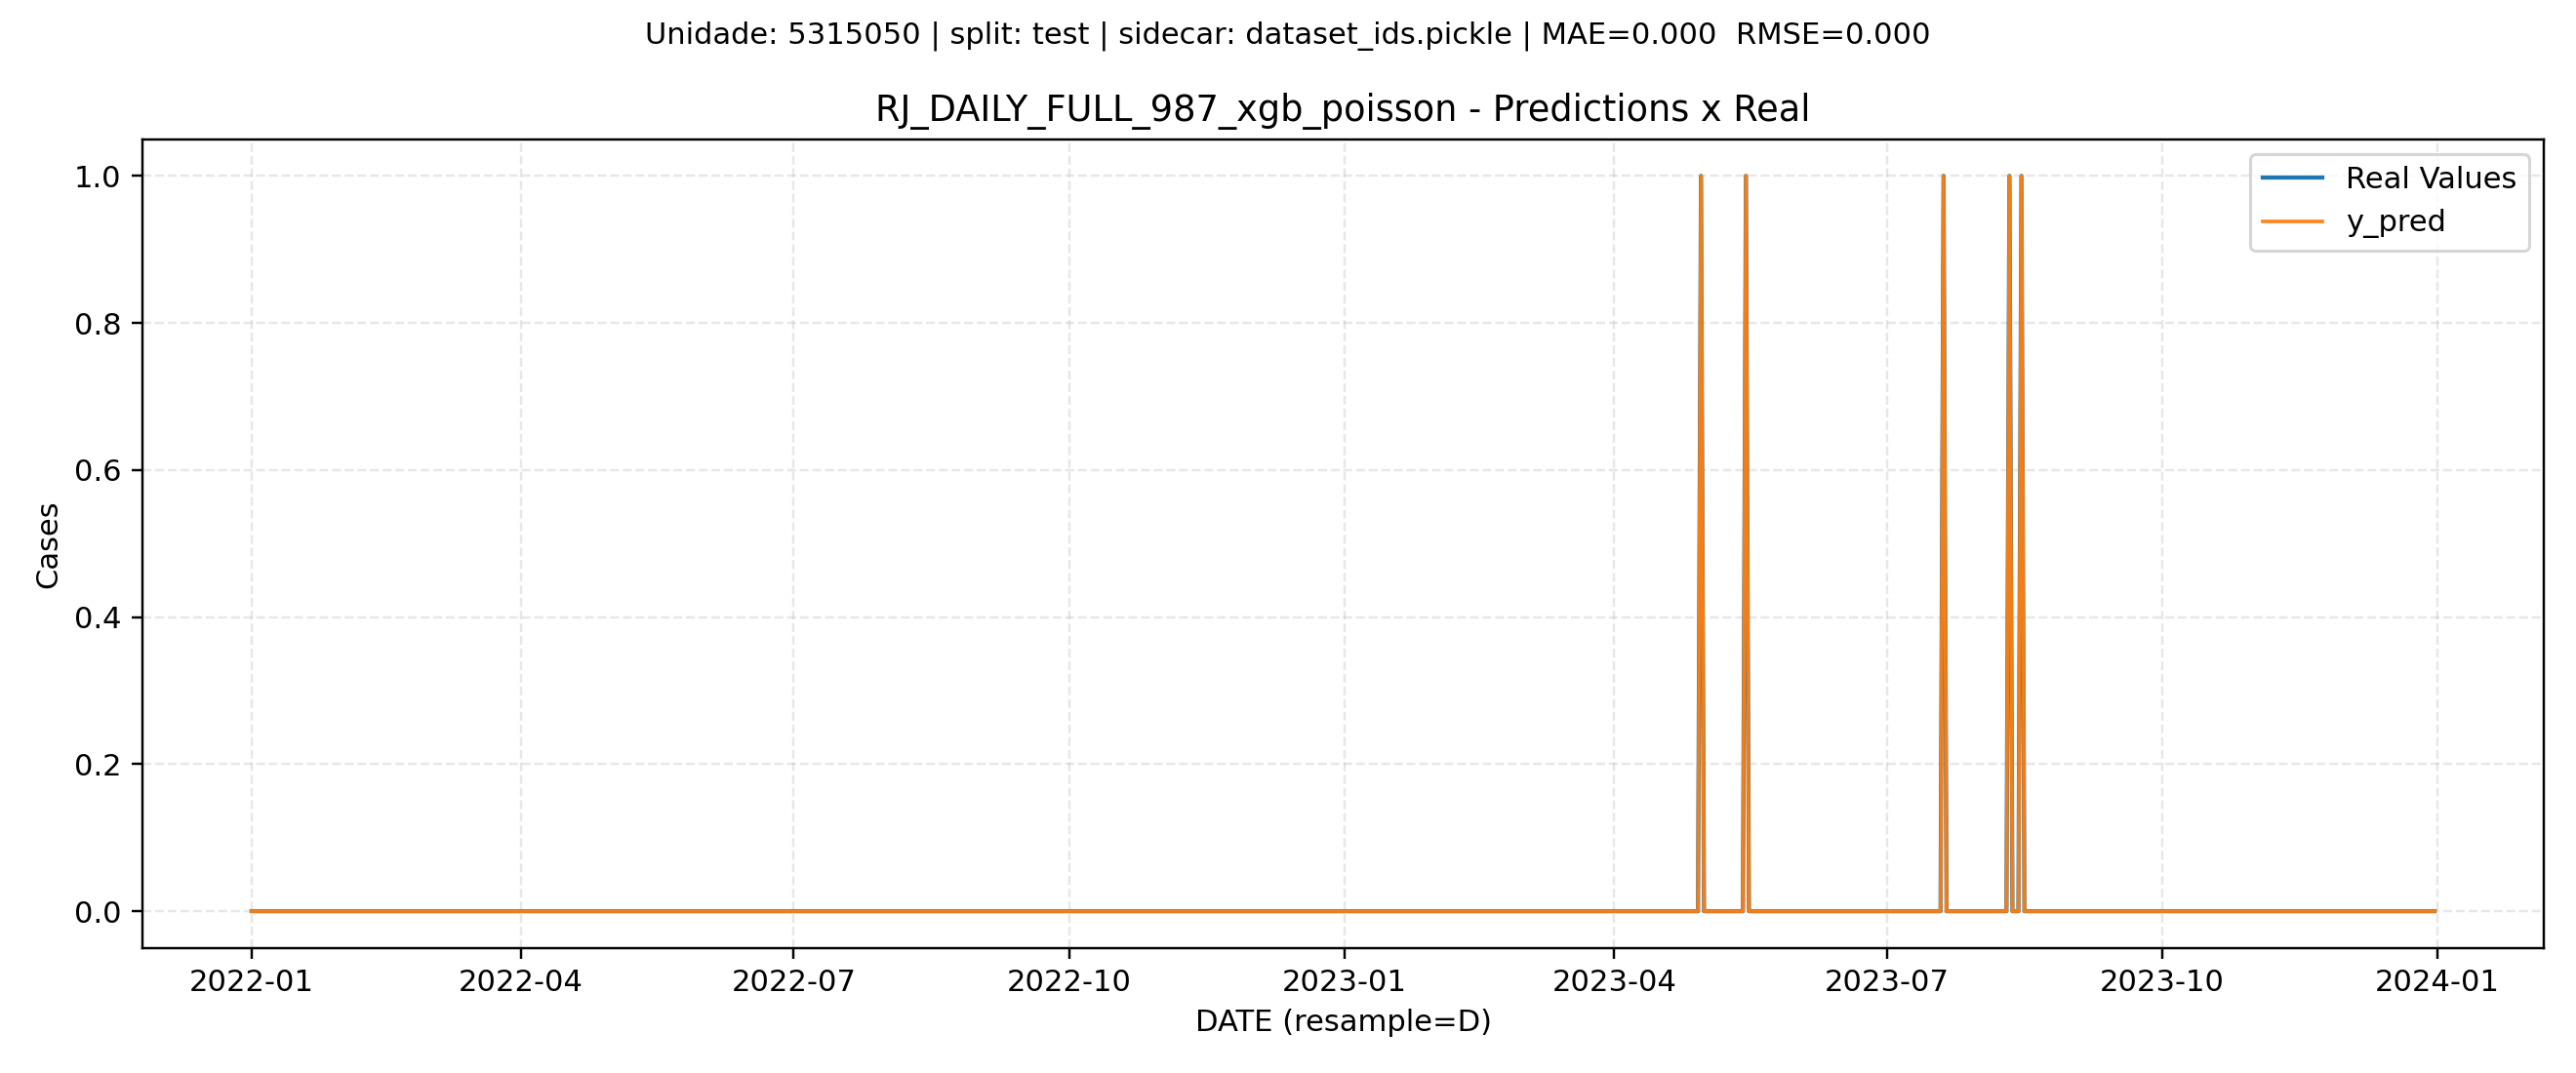 Unidade: 5315050 | split: test | sidecar: dataset_ids.pickle | MAE=0.000  RMSE=0.000
RJ_DAILY_FULL_987_xgb_poisson - Predictions x Real
Real Values
y_pred
1.0
0.8
0.6
0.4
0.2
0.0
Cases
2022-01 2022-04 2022-07 2022-10 2023-01 2023-04 2023-07 2023-10 2024-01
DATE (resample=D)